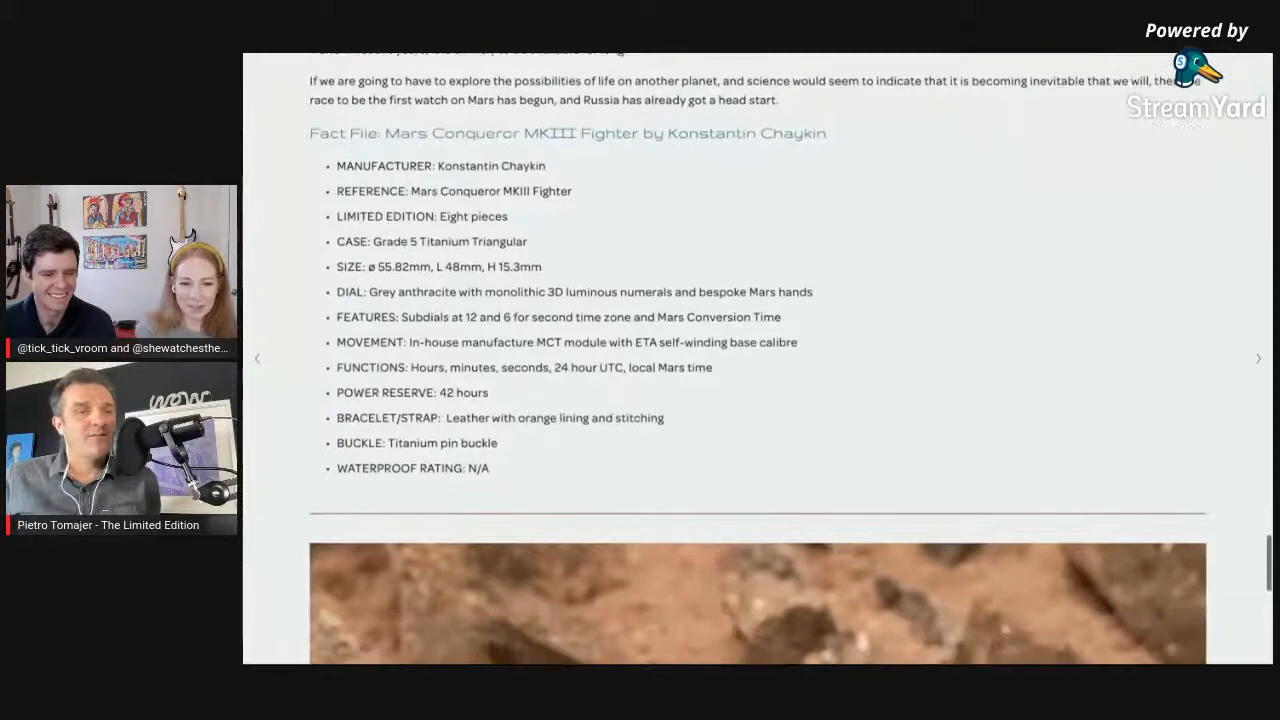 Powered by
StreamYard
If we are going to have to explore the possibilities of life on another planet, and science would seem to indicate that it is becoming inevitable that we will,
race to be the first watch on Mars has begun, and Russia has already got a head start.
Fact File: Mars Conqueror MKIII Fighter by Konstantin Chaykin
• MANUFACTURER: Konstantin Chaykin
• REFERENCE: Mars Conqueror MKIII Fighter
• LIMITED EDITION: Eight pieces
• CASE: Grade 5 Titanium Triangular
• SIZE: ø 55.82mm, L 48mm, H 15.3mm
• DIAL: Grey anthracite with monolithic 3D luminous numerals and bespoke Mars hands
• FEATURES: Subdials at 12 and 6 for second time zone and Mars Conversion Time
• MOVEMENT: In-house manufacture MCT module with ETA self-winding base calibre
• FUNCTIONS: Hours, minutes, seconds, 24 hour UTC, local Mars time
• POWER RESERVE: 42 hours
• BRACELET/STRAP: Leather with orange lining and stitching
• BUCKLE: Titanium pin buckle
• WATERPROOF RATING: N/A
@tick_tick_vroom and @shewatchesthe...
wow
Pietro Tomajer - The Limited Edition